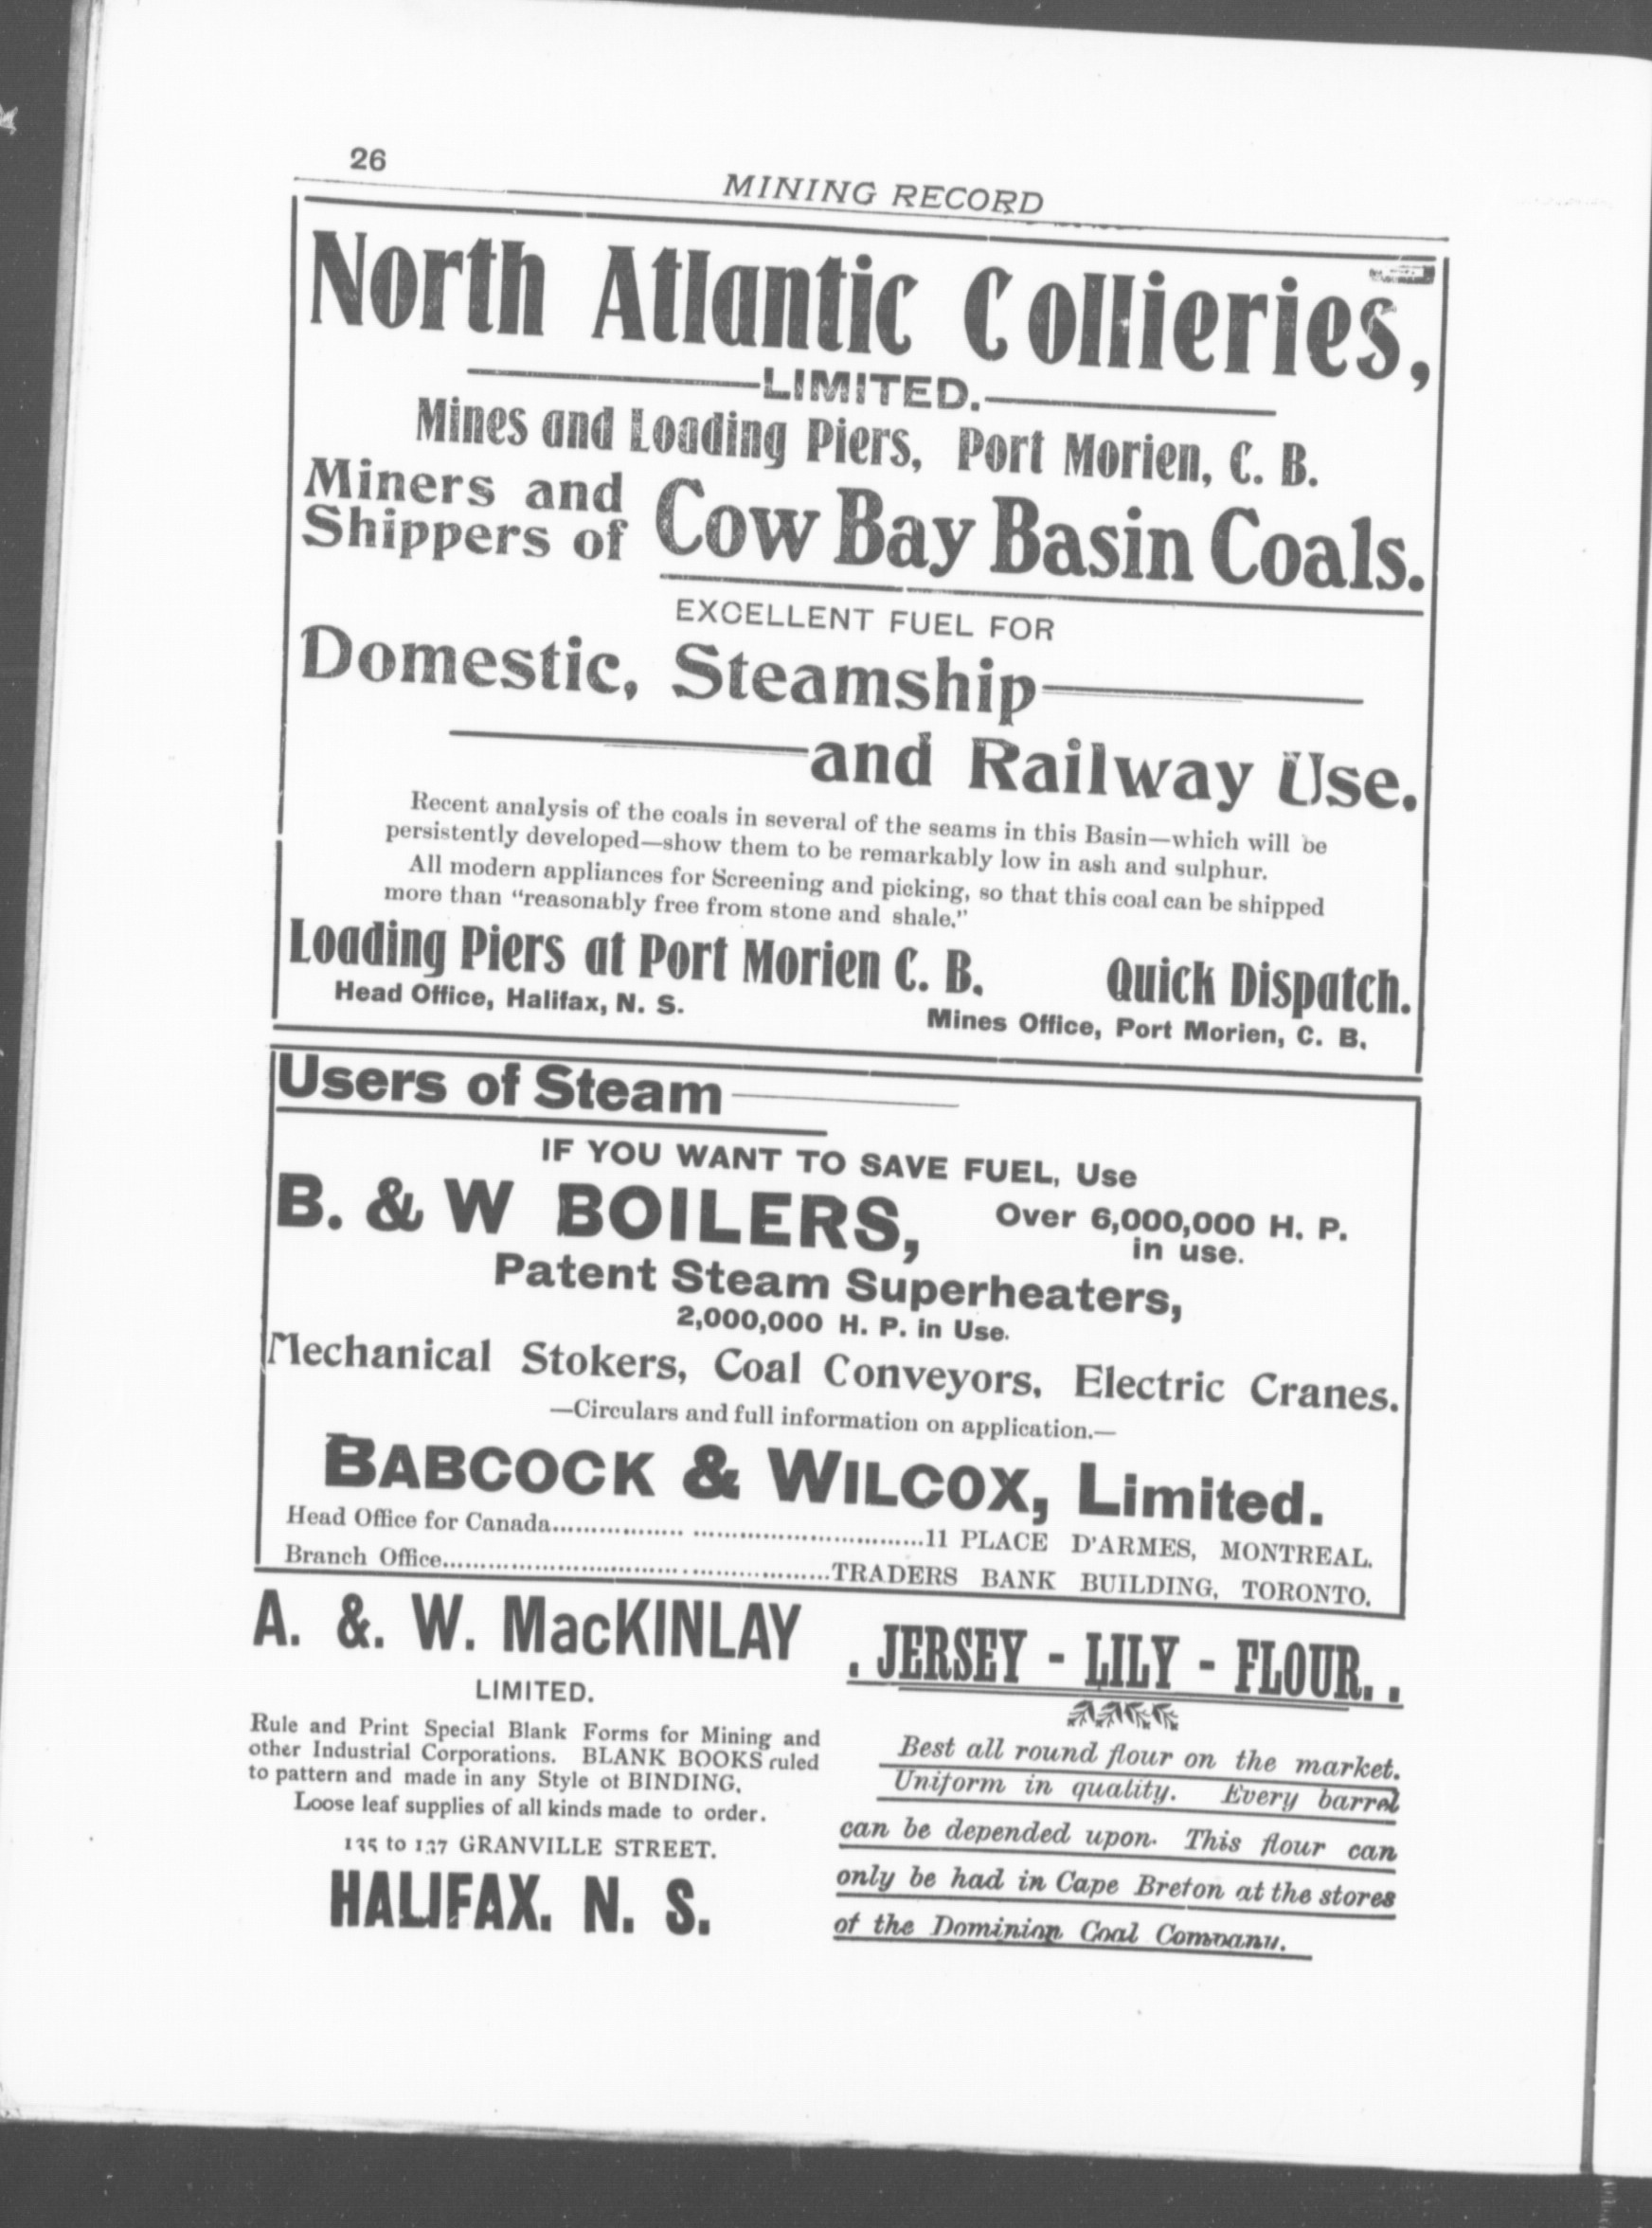 26
MINING RECORD
North Atlantic Collieries,
LIMITED.
Mines and Loading Piers, Port Morien, C. B.
Miners and
Shippers of Cow Bay Basin Coals.
EXCELLENT FUEL FOR
Domestic, Steamship
and Railway Use.
Recent analysis of the coals in several of the seams in this Basin—which will be
persistently developed—show them to be remarkably low in ash and sulphur.
All modern appliances for Screening and picking, so that this coal can be shipped
more than "reasonably free from stone and shale."
Loading Piers at Port Morien C. B. Quick Dispatch.
Head Office, Halifax, N. S. Mines Office, Port Morien, C. B.
Users of Steam
IF YOU WANT TO SAVE FUEL, Use
B. & W BOILERS, Over 6,000,000 H. P.
in use.
Patent Steam Superheaters,
2,000,000 H. P. in Use.
Mechanical Stokers, Coal Conveyors, Electric Cranes.
—Circulars and full information on application.—
BABCOCK & WILCOX, Limited.
Head Office for Canada..............................................11 PLACE D'ARMES, MONTREAL.
Branch Office..................................................TRADERS BANK BUILDING, TORONTO.
A. &. W. MacKINLAY
LIMITED.
Rule and Print Special Blank Forms for Mining and
other Industrial Corporations. BLANK BOOKS ruled
to pattern and made in any Style ot BINDING.
Loose leaf supplies of all kinds made to order.
135 to 137 GRANVILLE STREET.
HALIFAX. N. S.
. JERSEY - LILY - FLOUR. .
Best all round flour on the market.
Uniform in quality. Every barrel
can be depended upon. This flour can
only be had in Cape Breton at the stores
of the Dominion Coal Company.